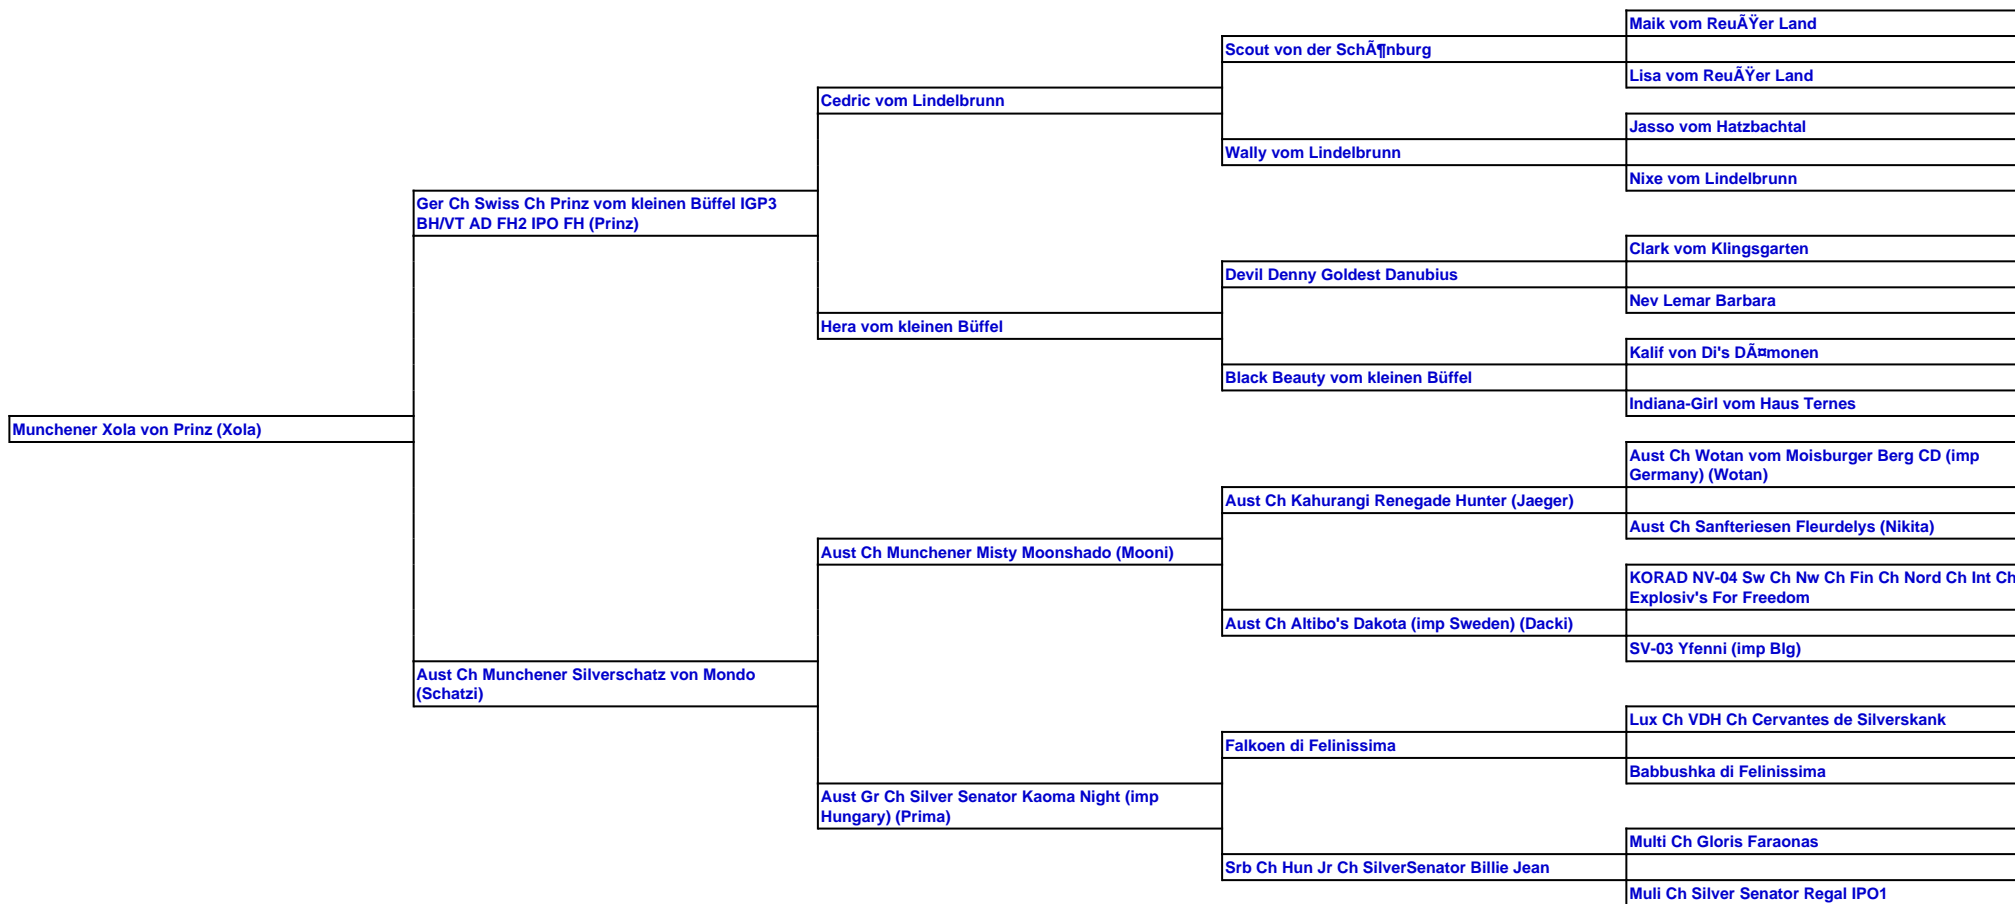 Maik vom ReuÃŸer Land
Scout von der SchÃ¶nburg
Lisa vom ReuÃŸer Land
Cedric vom Lindelbrunn
Jasso vom Hatzbachtal
Wally vom Lindelbrunn
Nixe vom Lindelbrunn
Ger Ch Swiss Ch Prinz vom kleinen Büffel IGP3
BH/VT AD FH2 IPO FH (Prinz)
Clark vom Klingsgarten
Devil Denny Goldest Danubius
Nev Lemar Barbara
Hera vom kleinen Büffel
Kalif von Di's DÃ¤monen
Black Beauty vom kleinen Büffel
Indiana-Girl vom Haus Ternes
Munchener Xola von Prinz (Xola)
Aust Ch Wotan vom Moisburger Berg CD (imp
Germany) (Wotan)
Aust Ch Kahurangi Renegade Hunter (Jaeger)
Aust Ch Sanfteriesen Fleurdelys (Nikita)
Aust Ch Munchener Misty Moonshado (Mooni)
KORAD NV-04 Sw Ch Nw Ch Fin Ch Nord Ch Int Ch
Explosiv's For Freedom
Aust Ch Altibo's Dakota (imp Sweden) (Dacki)
SV-03 Yfenni (imp Blg)
Aust Ch Munchener Silverschatz von Mondo
(Schatzi)
Lux Ch VDH Ch Cervantes de Silverskank
Falkoen di Felinissima
Babbushka di Felinissima
Aust Gr Ch Silver Senator Kaoma Night (imp
Hungary) (Prima)
Multi Ch Gloris Faraonas
Srb Ch Hun Jr Ch SilverSenator Billie Jean
Muli Ch Silver Senator Regal IPO1